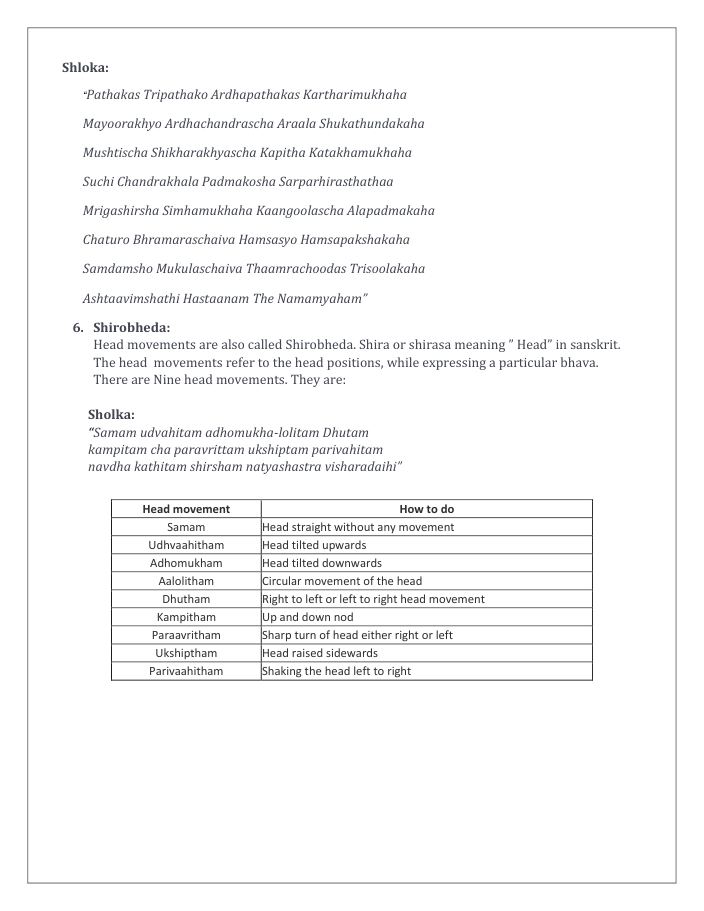 Shloka:
“Pathakas Tripathako Ardhapathakas Kartharimukhaha
Mayoorakhyo Ardhachandrascha Araala Shukathundakaha
Mushtischa Shikharakhyascha Kapitha Katakhamukhaha
Suchi Chandrakhala Padmakosha Sarparhirasthathaa
Mrigashirsha Simhamukhaha Kaangoolascha Alapadmakaha
Chaturo Bhramaraschaiva Hamsasyo Hamsapakshakaha
Samdamsho Mukulaschaiva Thaamrachoodas Trisoolakaha
Ashtaavimshathi Hastaanam The Namamyaham”
6. Shirobheda:
Head movements are also called Shirobheda. Shira or shirasa meaning ” Head” in sanskrit.
The head movements refer to the head positions, while expressing a particular bhava.
There are Nine head movements. They are:
Sholka:
“Samam udvahitam adhomukha-lolitam Dhutam
kampitam cha paravrittam ukshiptam parivahitam
navdha kathitam shirsham natyashastra visharadaihi”
Head movement How to do
Samam Head straight without any movement
Udhvaahitham Head tilted upwards
Adhomukham Head tilted downwards
Aalolitham Circular movement of the head
Dhutham Right to left or left to right head movement
Kampitham Up and down nod
Paraavritham Sharp turn of head either right or left
Ukshiptham Head raised sidewards
Parivaahitham Shaking the head left to right